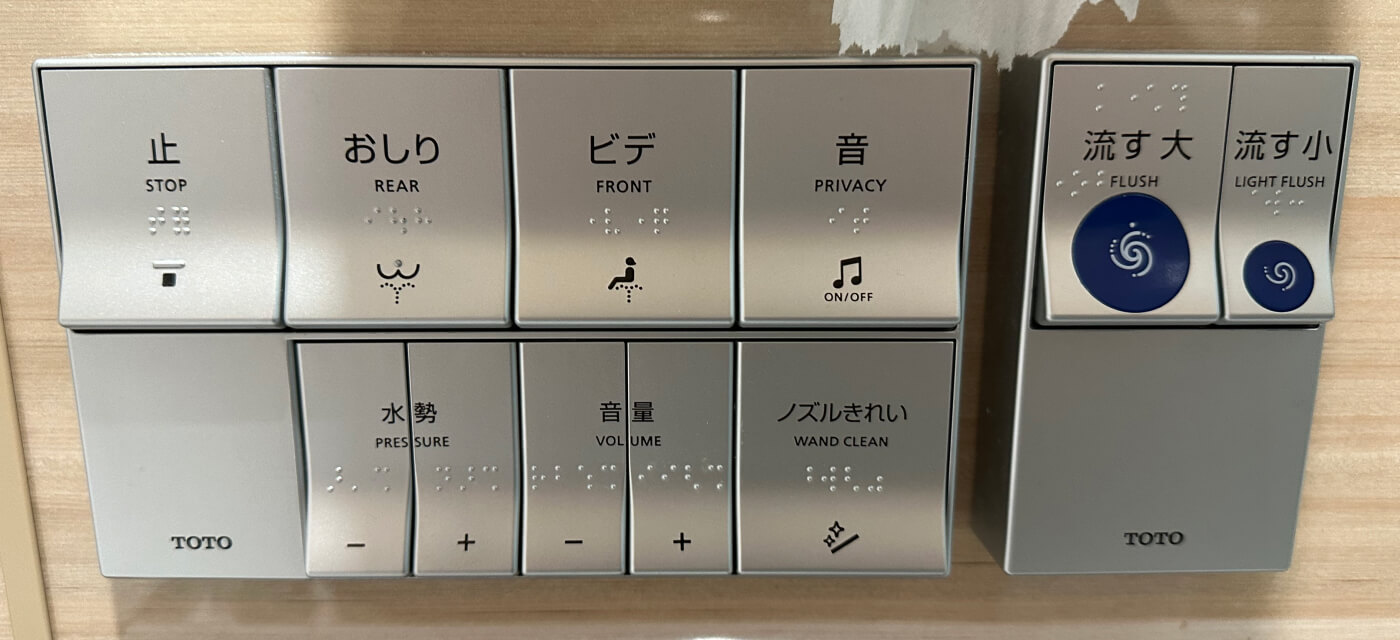 止
STOP
おしり
REAR
ビデ
FRONT
音
PRIVACY
ON/OFF
流す 大
FLUSH
流す小
LIGHT FLUSH
水勢
PRESSURE
− +
音量
VOLUME
− +
ノズルきれい
WAND CLEAN
TOTO
TOTO